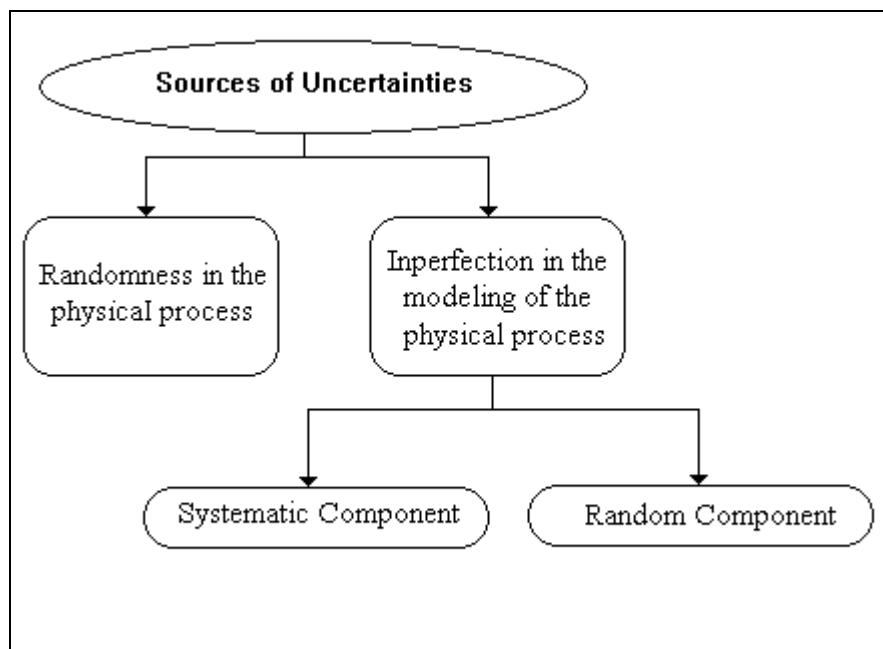 Sources of Uncertainties
Randomness in the
physical process
Inperfection in the
modeling of the
physical process
Systematic Component
Random Component